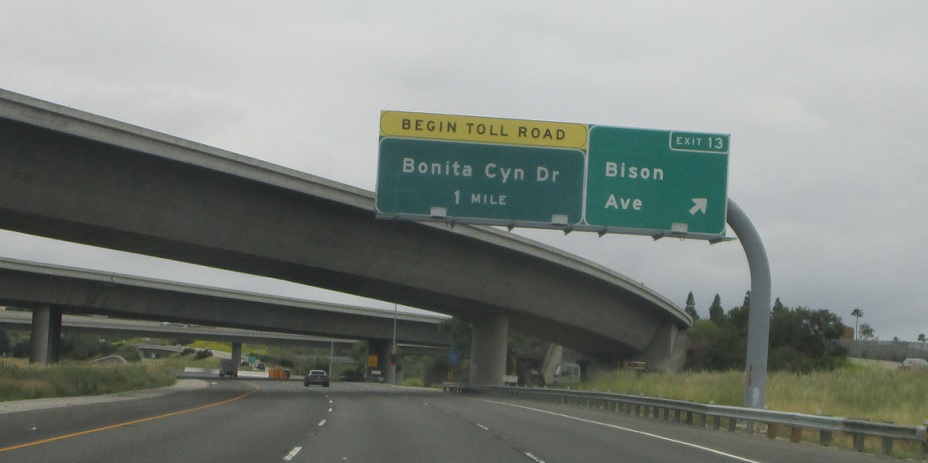 BEGIN TOLL ROAD
Bonita Cyn Dr
1 MILE
EXIT 13
Bison
Ave